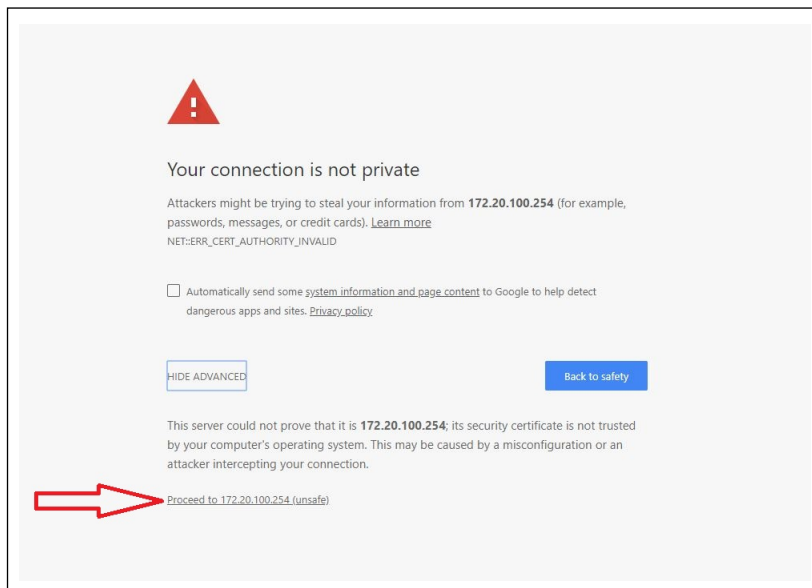 Your connection is not private
Attackers might be trying to steal your information from 172.20.100.254 (for example,
passwords, messages, or credit cards). Learn more
NET::ERR_CERT_AUTHORITY_INVALID
Automatically send some system information and page content to Google to help detect
dangerous apps and sites. Privacy policy
HIDE ADVANCED
Back to safety
This server could not prove that it is 172.20.100.254; its security certificate is not trusted
by your computer's operating system. This may be caused by a misconfiguration or an
attacker intercepting your connection.
Proceed to 172.20.100.254 (unsafe)